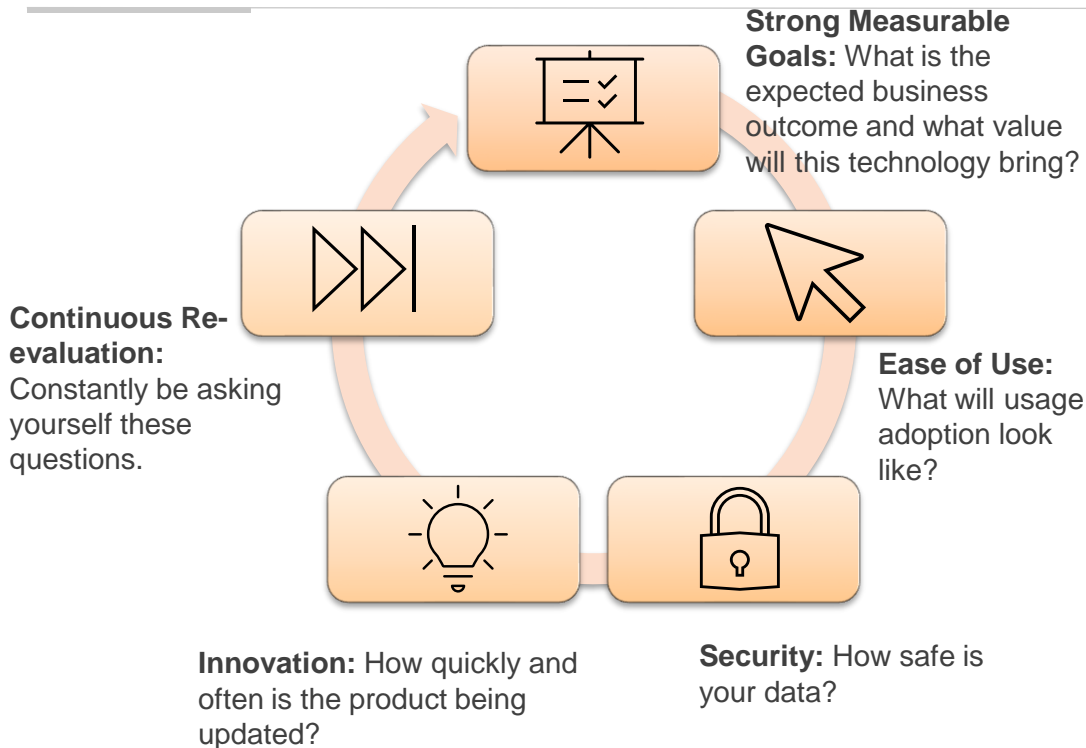 Strong Measurable
Goals: What is the
expected business
outcome and what value
will this technology bring?
Ease of Use:
What will usage
adoption look
like?
Security: How safe is
your data?
Innovation: How quickly and
often is the product being
updated?
Continuous Re-
evaluation:
Constantly be asking
yourself these
questions.